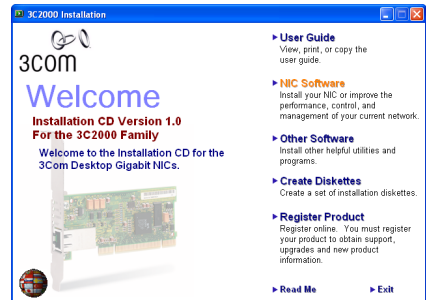 3C2000 Installation
3COM
Welcome
Installation CD Version 1.0
For the 3C2000 Family
Welcome to the Installation CD for the
3Com Desktop Gigabit NICs.
User Guide
View, print, or copy the
user guide.
NIC Software
Install your NIC or improve the
performance, control, and
management of your current network.
Other Software
Install other helpful utilities and
programs.
Create Diskettes
Create a set of installation diskettes.
Register Product
Register online. You must register
your product to obtain support,
upgrades and new product
information.
Read Me
Exit